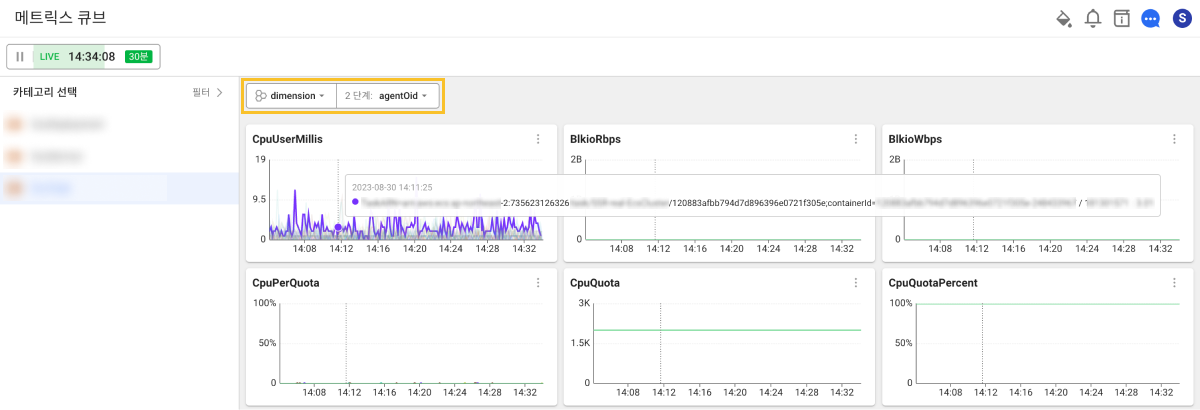 메트릭스 큐브
S
LIVE 14:34:08 30분
카테고리 선택 필터
dimension 2 단계: agentOid
CpuUserMillis
19
9.5
0
14:08 14:12 14:16 14:20 14:24 14:28 14:32
BlkioRbps
2B
0
14:08 14:12 14:16 14:20 14:24 14:28 14:32
BlkioWbps
2B
0
14:08 14:12 14:16 14:20 14:24 14:28 14:32
2023-08-30 14:11:25
-2:735623126326 /120883afbb794d7d896396e0721f305e;containerId=
CpuPerQuota
100%
50%
0
14:08 14:12 14:16 14:20 14:24 14:28 14:32
CpuQuota
3K
1.5K
0
14:08 14:12 14:16 14:20 14:24 14:28 14:32
CpuQuotaPercent
100%
50%
0
14:08 14:12 14:16 14:20 14:24 14:28 14:32